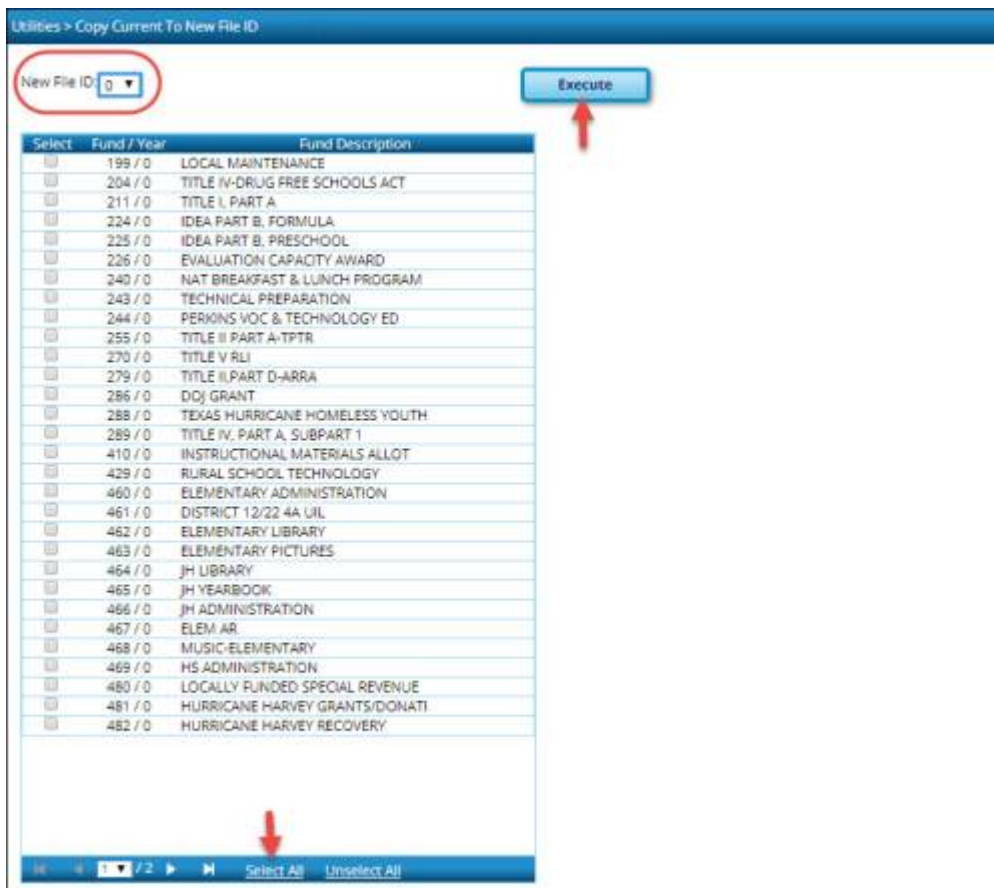 Utilities > Copy Current To New File ID
New File ID: 0
Execute
Select Fund / Year Fund Description
199 / 0 LOCAL MAINTENANCE
204 / 0 TITLE IV-DRUG FREE SCHOOLS ACT
211 / 0 TITLE I, PART A
224 / 0 IDEA PART B, FORMULA
225 / 0 IDEA PART B, PRESCHOOL
226 / 0 EVALUATION CAPACITY AWARD
240 / 0 NAT BREAKFAST & LUNCH PROGRAM
243 / 0 TECHNICAL PREPARATION
244 / 0 PERKINS VOC & TECHNOLOGY ED
255 / 0 TITLE II PART A-TPTR
270 / 0 TITLE V RLI
279 / 0 TITLE II,PART D-ARRA
286 / 0 DOJ GRANT
288 / 0 TEXAS HURRICANE HOMELESS YOUTH
289 / 0 TITLE IV, PART A, SUBPART 1
410 / 0 INSTRUCTIONAL MATERIALS ALLOT
429 / 0 RURAL SCHOOL TECHNOLOGY
460 / 0 ELEMENTARY ADMINISTRATION
461 / 0 DISTRICT 12/22 4A UIL
462 / 0 ELEMENTARY LIBRARY
463 / 0 ELEMENTARY PICTURES
464 / 0 JH LIBRARY
465 / 0 JH YEARBOOK
466 / 0 JH ADMINISTRATION
467 / 0 ELEM AR
468 / 0 MUSIC-ELEMENTARY
469 / 0 HS ADMINISTRATION
480 / 0 LOCALLY FUNDED SPECIAL REVENUE
481 / 0 HURRICANE HARVEY GRANTS/DONATI
482 / 0 HURRICANE HARVEY RECOVERY
1 / 2 Select All Unselect All